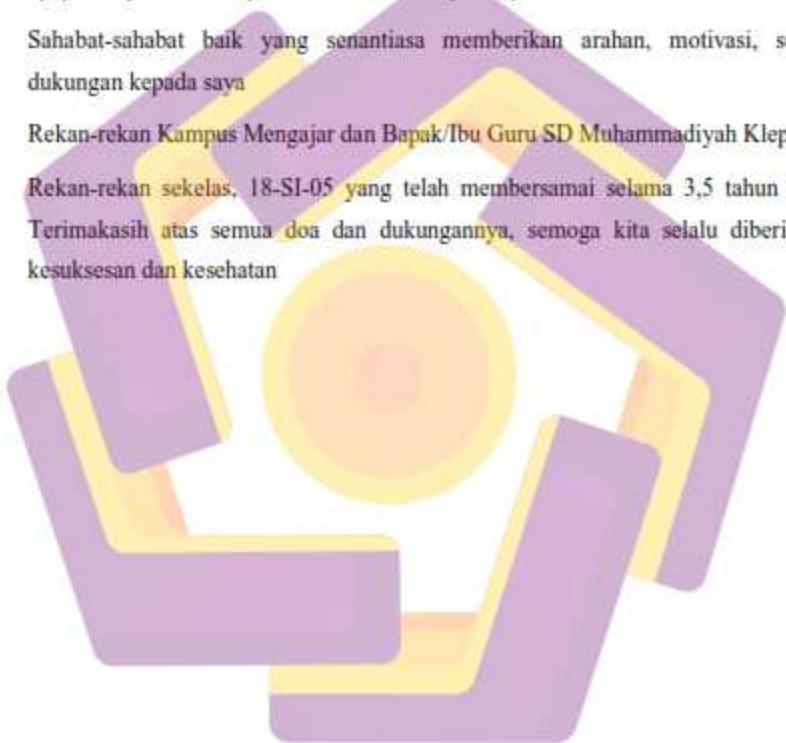 Sahabat-sahabat baik yang senantiasa memberikan arahan, motivasi,
dukungan kepada saya
Rekan-rekan Kampus Mengajar dan Bapak/Ibu Guru SD Muhammadiyah
Rekan-rekan sekelas, 18-SI-05 yang telah membersamai selama 3,5 tahun
Terimakasih atas semua doa dan dukungannya, semoga kita selalu
kesuksesan dan kesehatan